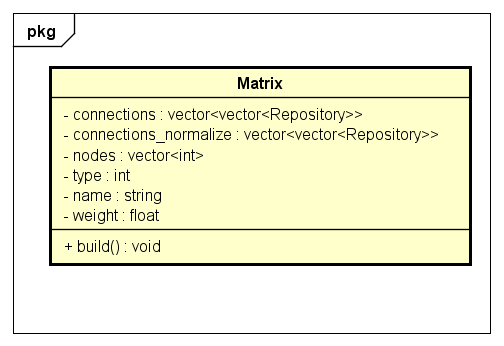 pkg
Matrix
- connections : vector<vector<Repository>>
- connections_normalize : vector<vector<Repository>>
- nodes : vector<int>
- type : int
- name : string
- weight : float
+ build() : void